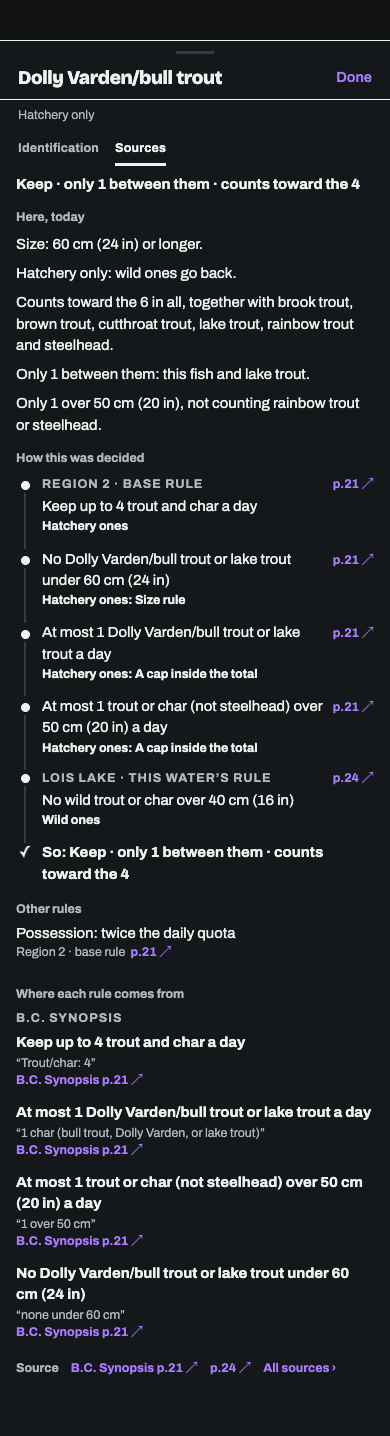 Dolly Varden/bull trout
Done
Hatchery only
Identification
Sources
Keep · only 1 between them · counts toward the 4
Here, today
Size: 60 cm (24 in) or longer.
Hatchery only: wild ones go back.
Counts toward the 6 in all, together with brook trout,
brown trout, cutthroat trout, lake trout, rainbow trout
and steelhead.
Only 1 between them: this fish and lake trout.
Only 1 over 50 cm (20 in), not counting rainbow trout
or steelhead.
How this was decided
REGION 2 · BASE RULE
p.21 ↗
Keep up to 4 trout and char a day
Hatchery ones
No Dolly Varden/bull trout or lake trout
p.21 ↗
under 60 cm (24 in)
Hatchery ones: Size rule
At most 1 Dolly Varden/bull trout or lake
p.21 ↗
trout a day
Hatchery ones: A cap inside the total
At most 1 trout or char (not steelhead) over
p.21 ↗
50 cm (20 in) a day
Hatchery ones: A cap inside the total
LOIS LAKE · THIS WATER’S RULE
p.24 ↗
No wild trout or char over 40 cm (16 in)
Wild ones
✓ So: Keep · only 1 between them · counts
toward the 4
Other rules
Possession: twice the daily quota
Region 2 · base rule p.21 ↗
Where each rule comes from
B.C. SYNOPSIS
Keep up to 4 trout and char a day
“Trout/char: 4”
B.C. Synopsis p.21 ↗
At most 1 Dolly Varden/bull trout or lake trout a day
“1 char (bull trout, Dolly Varden, or lake trout)”
B.C. Synopsis p.21 ↗
At most 1 trout or char (not steelhead) over 50 cm
(20 in) a day
“1 over 50 cm”
B.C. Synopsis p.21 ↗
No Dolly Varden/bull trout or lake trout under 60
cm (24 in)
“none under 60 cm”
B.C. Synopsis p.21 ↗
Source B.C. Synopsis p.21 ↗ p.24 ↗ All sources ›